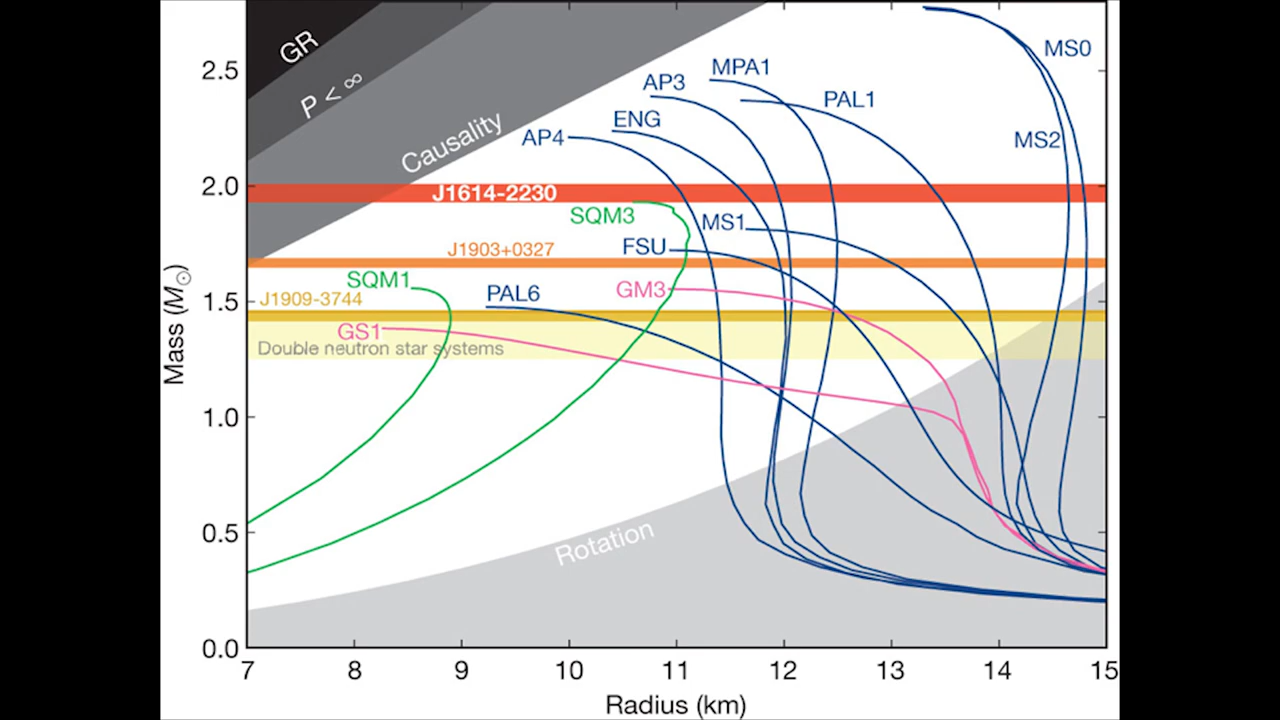 GR
P < ∞
Causality
MS0
MPA1
AP3
PAL1
ENG
AP4
MS2
J1614-2230
SQM3
MS1
FSU
J1903+0327
SQM1
GM3
PAL6
J1909-3744
GS1
Double neutron star systems
Rotation
2.5
2.0
1.5
1.0
0.5
0.0
Mass (M☉)
7 8 9 10 11 12 13 14 15
Radius (km)